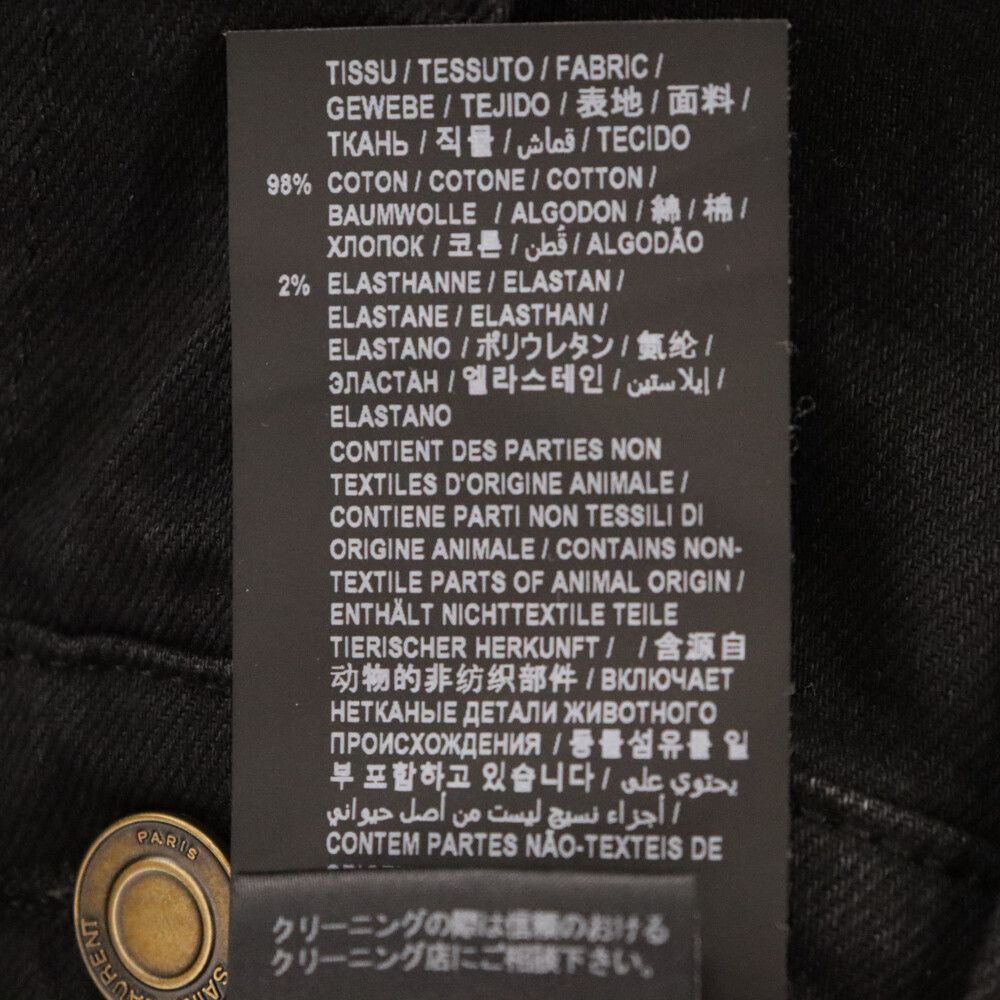 TISSU / TESSUTO / FABRIC /
GEWEBE / TEJIDO / 表地 / 面料 /
ТКАНЬ / 직물 / قماش / TECIDO
98% COTON / COTONE / COTTON /
BAUMWOLLE / ALGODON / 綿 / 棉 /
ХЛОПОК / 코튼 / قُطن / ALGODÃO
2% ELASTHANNE / ELASTAN /
ELASTANE / ELASTHAN /
ELASTANO / ポリウレタン / 氨纶 /
ЭЛАСТАН / 엘라스테인 / إيلاستين /
ELASTANO
CONTIENT DES PARTIES NON
TEXTILES D'ORIGINE ANIMALE /
CONTIENE PARTI NON TESSILI DI
ORIGINE ANIMALE / CONTAINS NON-
TEXTILE PARTS OF ANIMAL ORIGIN /
ENTHÄLT NICHTTEXTILE TEILE
TIERISCHER HERKUNFT / / 含源自
动物的非纺织部件 / ВКЛЮЧАЕТ
НЕТКАНЫЕ ДЕТАЛИ ЖИВОТНОГО
ПРОИСХОЖДЕНИЯ / 동물섬유를 일
부 포함하고 있습니다 / يحتوي على
أجزاء نسيج ليست من أصل حيواني /
CONTEM PARTES NÃO-TEXTEIS DE
クリーニングの際は信頼のおける
クリーニング店にご相談下さい。
PARIS
SAINT LAURENT